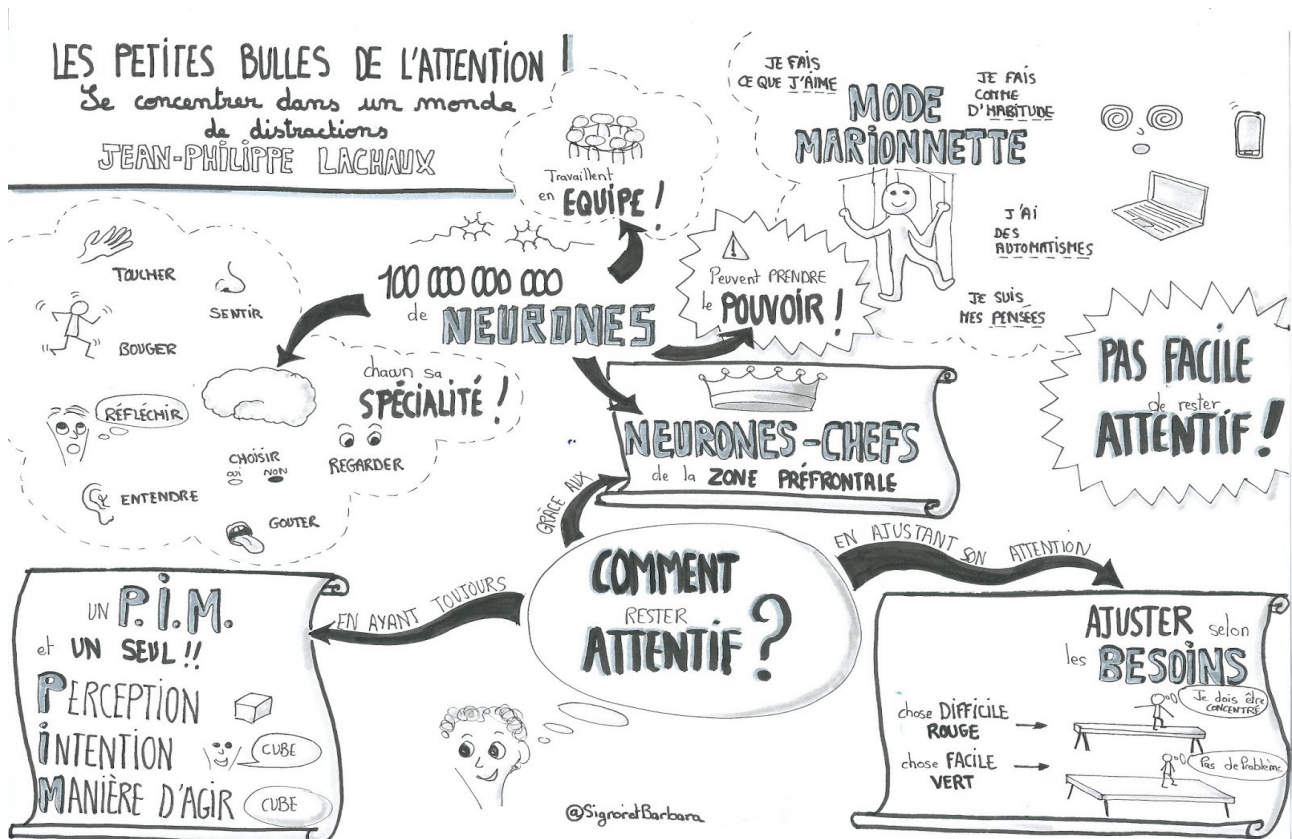 LES PETITES BULLES DE L'ATTENTION !
Se concentrer dans un monde
de distractions
JEAN-PHILIPPE LACHAUX
Travaillent
en EQUIPE !
JE FAIS
CE QUE J'AIME
MODE
MARIONNETTE
JE FAIS
COMME
D'HABITUDE
J'AI
DES
AUTOMATISMES
JE SUIS
MES PENSÉES
100 000 000 000
de NEURONES
Peuvent PRENDRE
le POUVOIR !
TOUCHER
SENTIR
BOUGER
RÉFLÉCHIR
CHOISIR
OUI NON
ENTENDRE
GOUTER
REGARDER
chacun sa
SPÉCIALITÉ !
NEURONES-CHEFS
de la ZONE PRÉFRONTALE
PAS FACILE
de rester
ATTENTIF !
GRÂCE AUX
COMMENT
RESTER
ATTENTIF ?
EN AYANT TOUJOURS
EN AJUSTANT SON ATTENTION
UN P.I.M.
et UN SEUL !!
PERCEPTION
INTENTION
CUBE
MANIÈRE D'AGIR
CUBE
AJUSTER selon
les BESOINS
chose DIFFICILE
ROUGE
Je dois être
CONCENTRÉ
chose FACILE
VERT
Pas de Problème
@SignoretBarbara